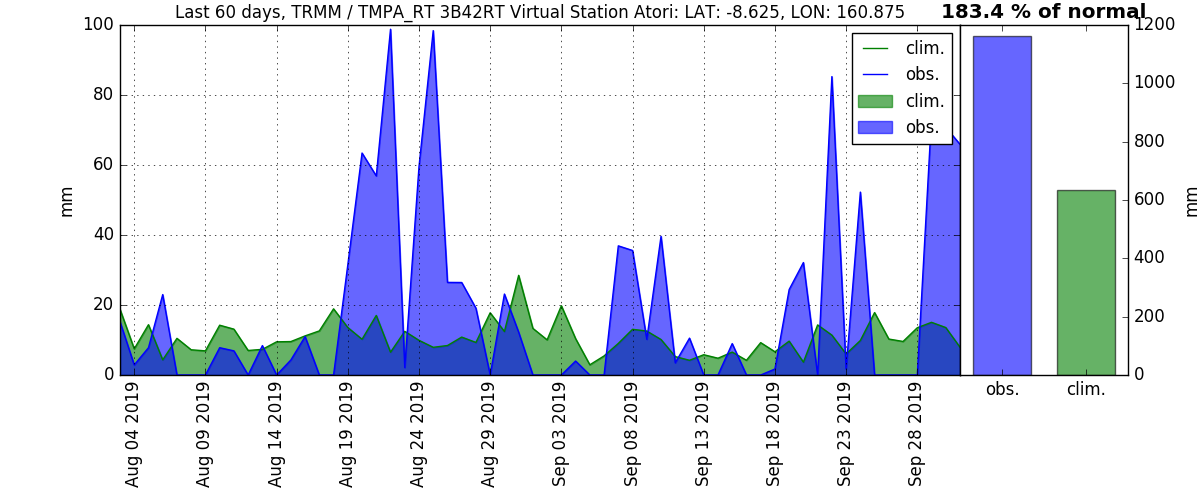 Last 60 days, TRMM / TMPA_RT 3B42RT Virtual Station Atori: LAT: -8.625, LON: 160.875
183.4 % of normal
100
80
60
40
20
0
mm
clim.
obs.
clim.
obs.
1200
1000
800
600
400
200
0
mm
obs.
clim.
Aug 04 2019
Aug 09 2019
Aug 14 2019
Aug 19 2019
Aug 24 2019
Aug 29 2019
Sep 03 2019
Sep 08 2019
Sep 13 2019
Sep 18 2019
Sep 23 2019
Sep 28 2019